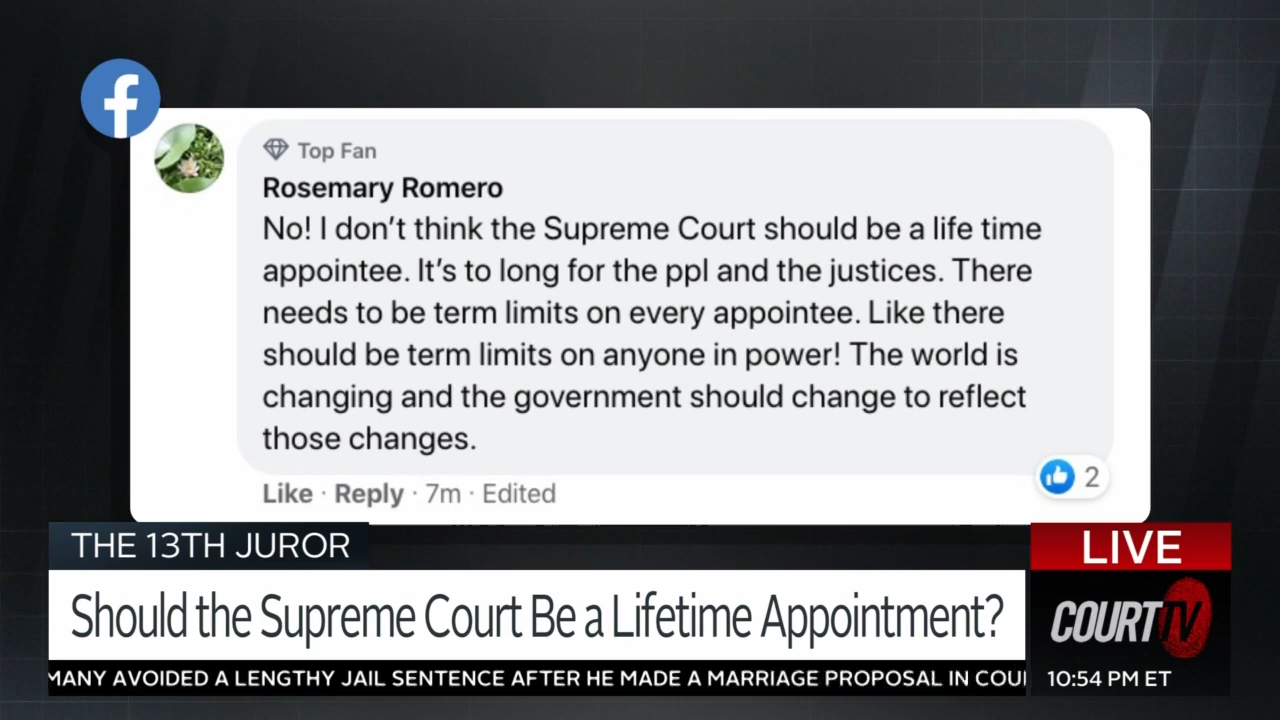 Top Fan
Rosemary Romero
No! I don't think the Supreme Court should be a life time
appointee. It's to long for the ppl and the justices. There
needs to be term limits on every appointee. Like there
should be term limits on anyone in power! The world is
changing and the government should change to reflect
those changes.
Like · Reply · 7m · Edited
2
THE 13TH JUROR
LIVE
Should the Supreme Court Be a Lifetime Appointment?
COURT TV
MANY AVOIDED A LENGTHY JAIL SENTENCE AFTER HE MADE A MARRIAGE PROPOSAL IN COU
10:54 PM ET